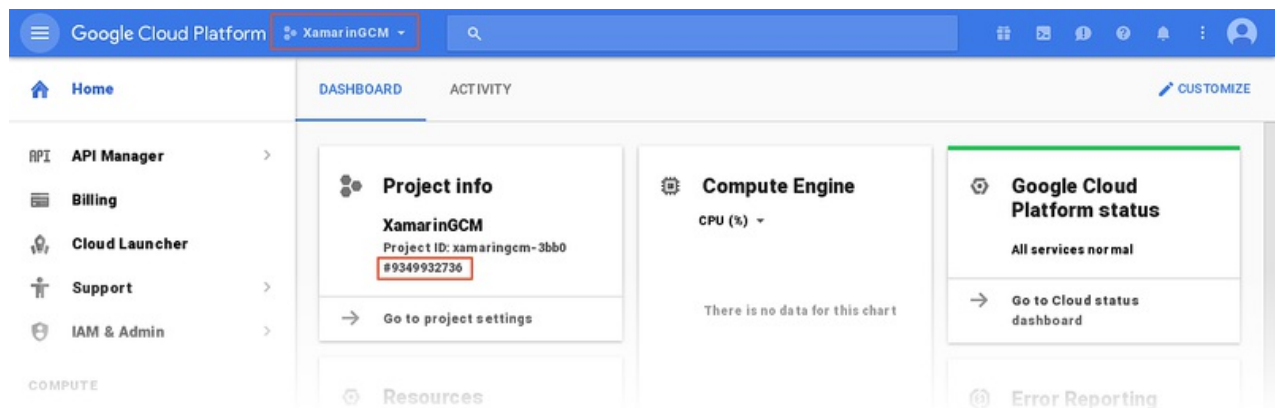 Google Cloud Platform XamarinGCM
Home
DASHBOARD ACTIVITY CUSTOMIZE
API API Manager
Billing
Cloud Launcher
Support
IAM & Admin
COMPUTE
Project info
XamarinGCM
Project ID: xamaringcm-3bb0
#9349932736
Go to project settings
Resources
Compute Engine
CPU (%)
There is no data for this chart
Google Cloud
Platform status
All services normal
Go to Cloud status
dashboard
Error Reporting